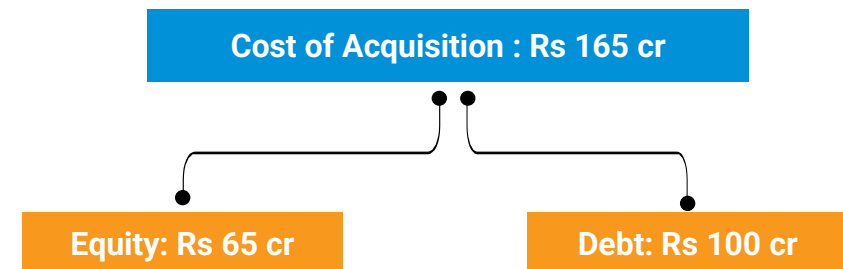 Cost of Acquisition : Rs 165 cr
Equity: Rs 65 cr
Debt: Rs 100 cr